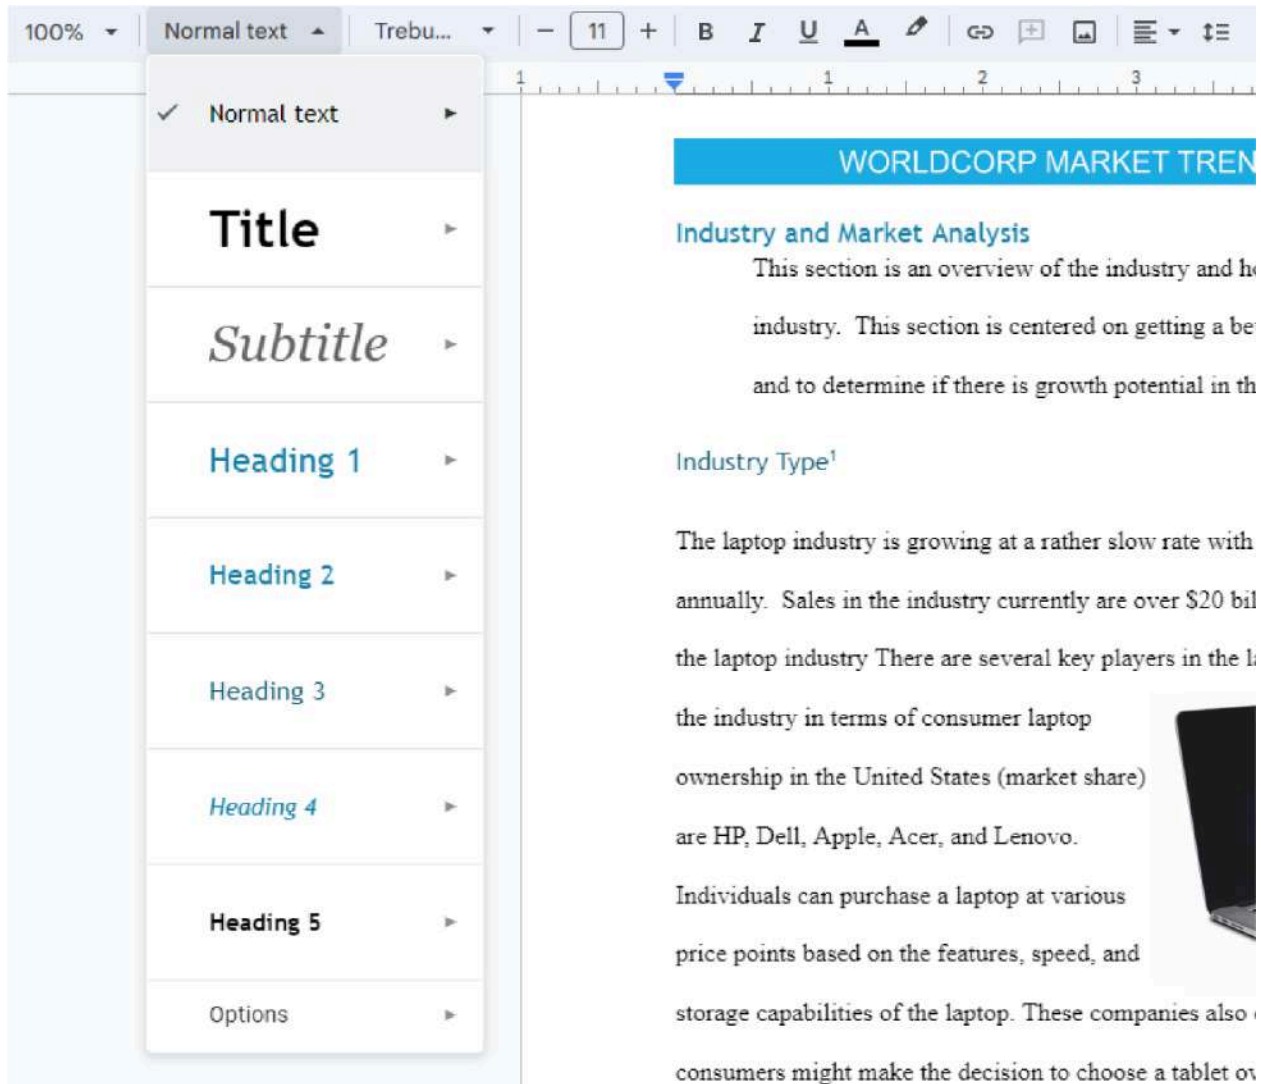 100% Normal text Trebu... − 11 + B I U A
1 1 2 3
Normal text
Title
Subtitle
Heading 1
Heading 2
Heading 3
Heading 4
Heading 5
Options
WORLDCORP MARKET TREN
Industry and Market Analysis
This section is an overview of the industry and
industry. This section is centered on getting a
and to determine if there is growth potential in
Industry Type¹
The laptop industry is growing at a rather slow rate with
annually. Sales in the industry currently are over $20
the laptop industry There are several key players in the
the industry in terms of consumer laptop
ownership in the United States (market share)
are HP, Dell, Apple, Acer, and Lenovo.
Individuals can purchase a laptop at various
price points based on the features, speed, and
storage capabilities of the laptop. These companies also
consumers might make the decision to choose a tablet